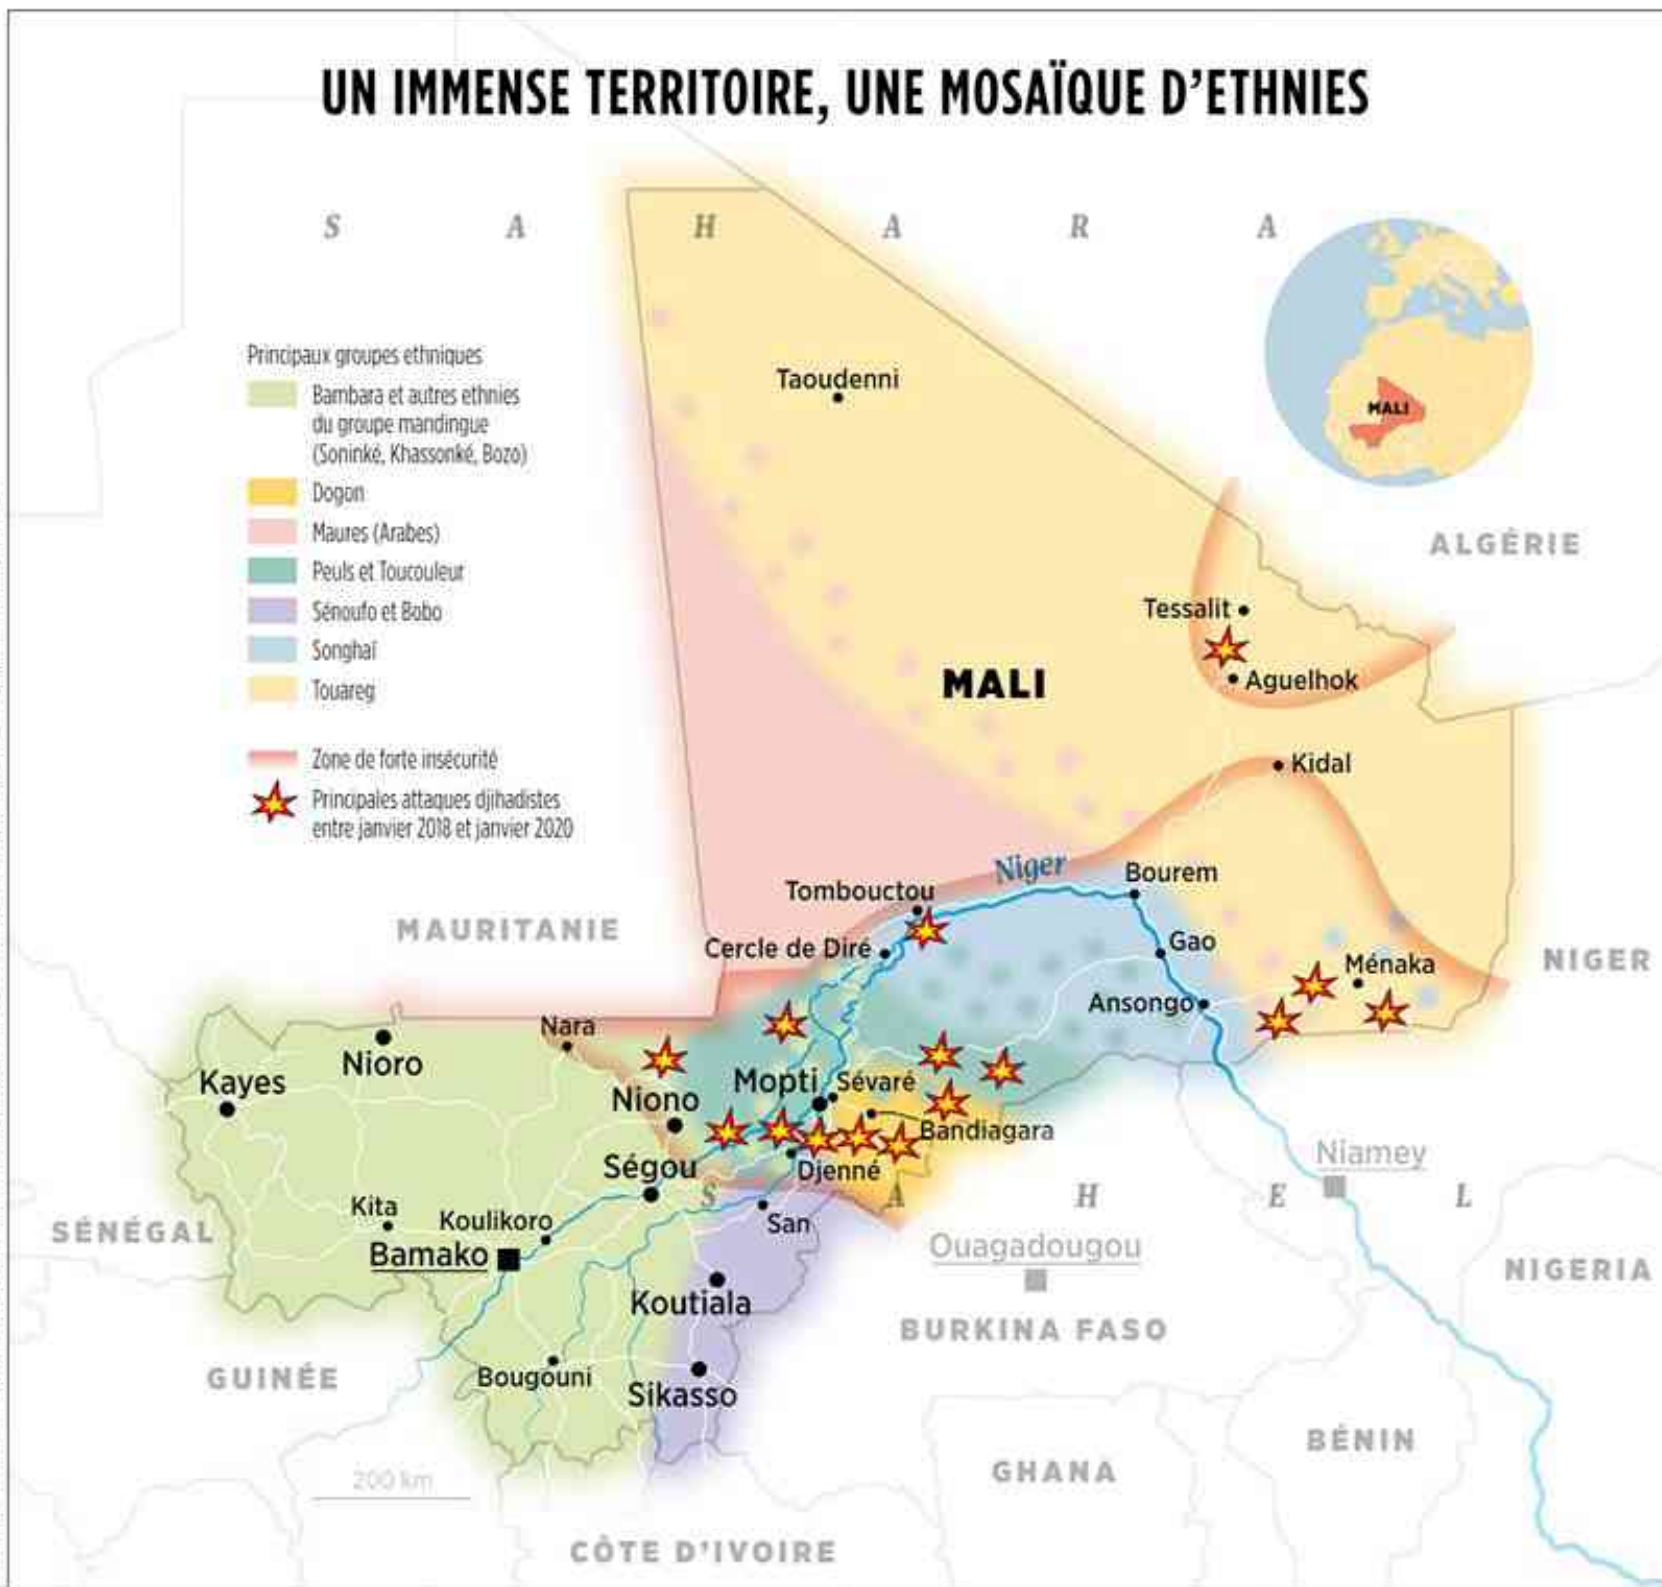 UN IMMENSE TERRITOIRE, UNE MOSAÏQUE D'ETHNIES
S A H A R A
Principaux groupes ethniques
Bambara et autres ethnies
du groupe mandingue
(Soninké, Khassonké, Bozo)
Dogon
Maures (Arabes)
Peuls et Toucouleur
Sénoufo et Bobo
Songhaï
Touareg
Zone de forte insécurité
Principales attaques djihadistes
entre janvier 2018 et janvier 2020
MALI
ALGÉRIE
Taoudenni
Tessalit
Aguelhok
MALI
Kidal
Niger
Bourem
Tombouctou
MAURITANIE
Cercle de Diré
Gao
Ménaka
NIGER
Ansongo
Nara
Nioro
Kayes
Mopti
Sévaré
Niono
Bandiagara
Ségou
Djenné
Niamey
S A H E L
Kita
Koulikoro
San
SÉNÉGAL
Bamako
Ouagadougou
NIGERIA
Koutiala
BURKINA FASO
GUINÉE
Bougouni
Sikasso
BÉNIN
GHANA
200 km
CÔTE D'IVOIRE